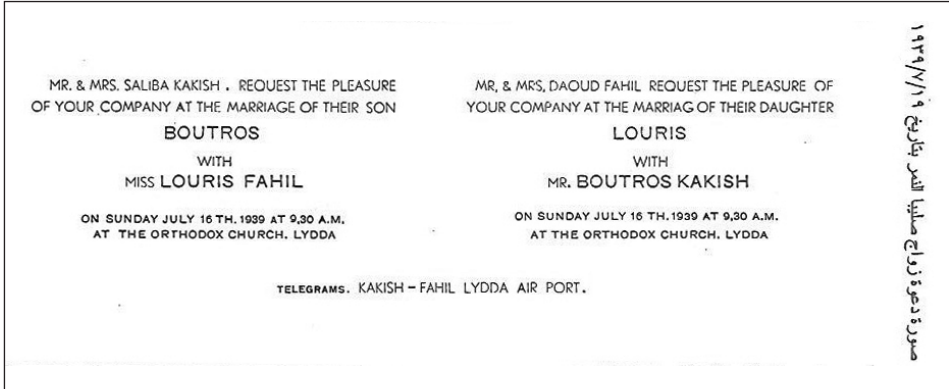 MR. & MRS. SALIBA KAKISH . REQUEST THE PLEASURE
OF YOUR COMPANY AT THE MARRIAGE OF THEIR SON
BOUTROS
WITH
MISS LOURIS FAHIL
ON SUNDAY JULY 16 TH. 1939 AT 9,30 A.M.
AT THE ORTHODOX CHURCH. LYDDA
MR, & MRS, DAOUD FAHIL REQUEST THE PLEASURE OF
YOUR COMPANY AT THE MARRIAG OF THEIR DAUGHTER
LOURIS
WITH
MR. BOUTROS KAKISH
ON SUNDAY JULY 16 TH. 1939 AT 9,30 A.M.
AT THE ORTHODOX CHURCH. LYDDA
TELEGRAMS. KAKISH – FAHIL LYDDA AIR PORT.
صورة دعوة زواج صليبا النمر بتاريخ ١٩٣٩/٧/١٩